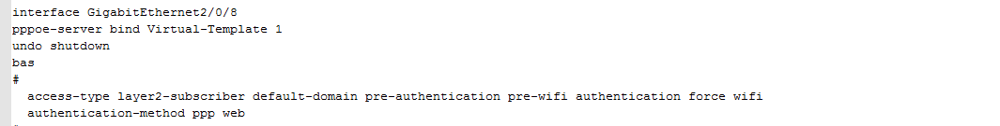 interface GigabitEthernet2/0/8
pppoe-server bind Virtual-Template 1
undo shutdown
bas
#
access-type layer2-subscriber default-domain pre-authentication pre-wifi authentication force wifi
authentication-method ppp web